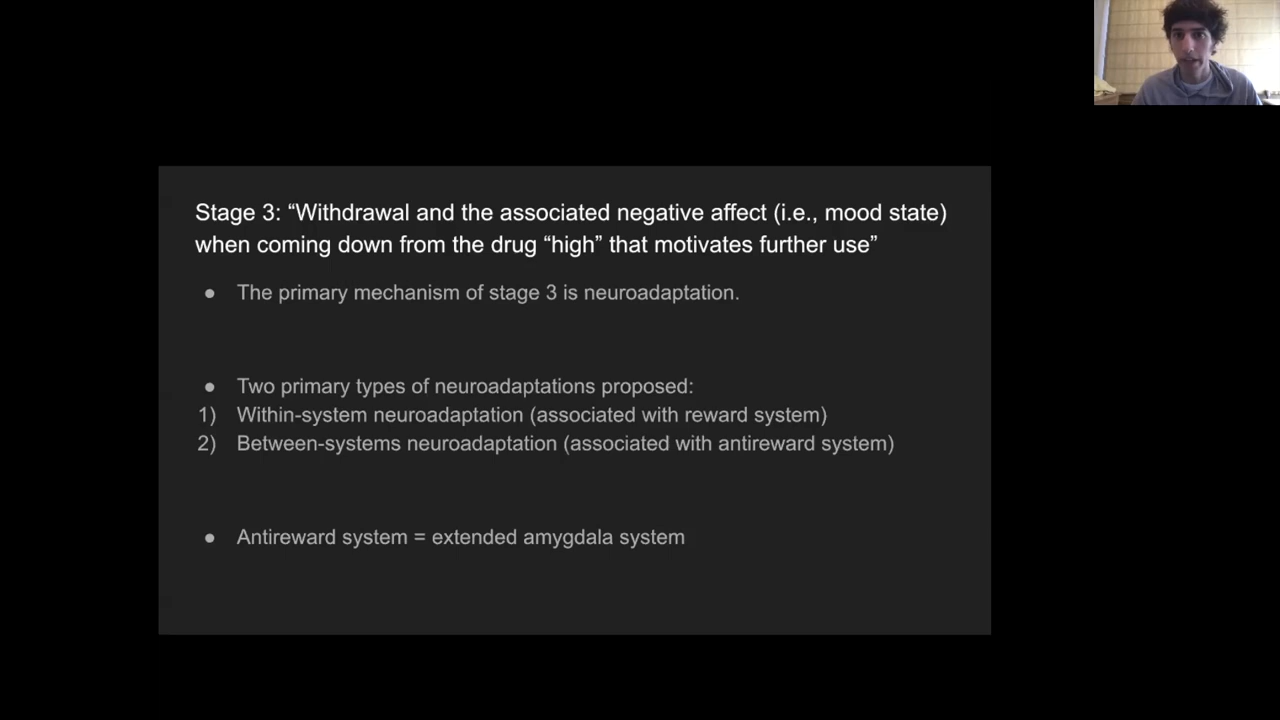 Stage 3: “Withdrawal and the associated negative affect (i.e., mood state)
when coming down from the drug “high” that motivates further use”
● The primary mechanism of stage 3 is neuroadaptation.
● Two primary types of neuroadaptations proposed:
1) Within-system neuroadaptation (associated with reward system)
2) Between-systems neuroadaptation (associated with antireward system)
● Antireward system = extended amygdala system